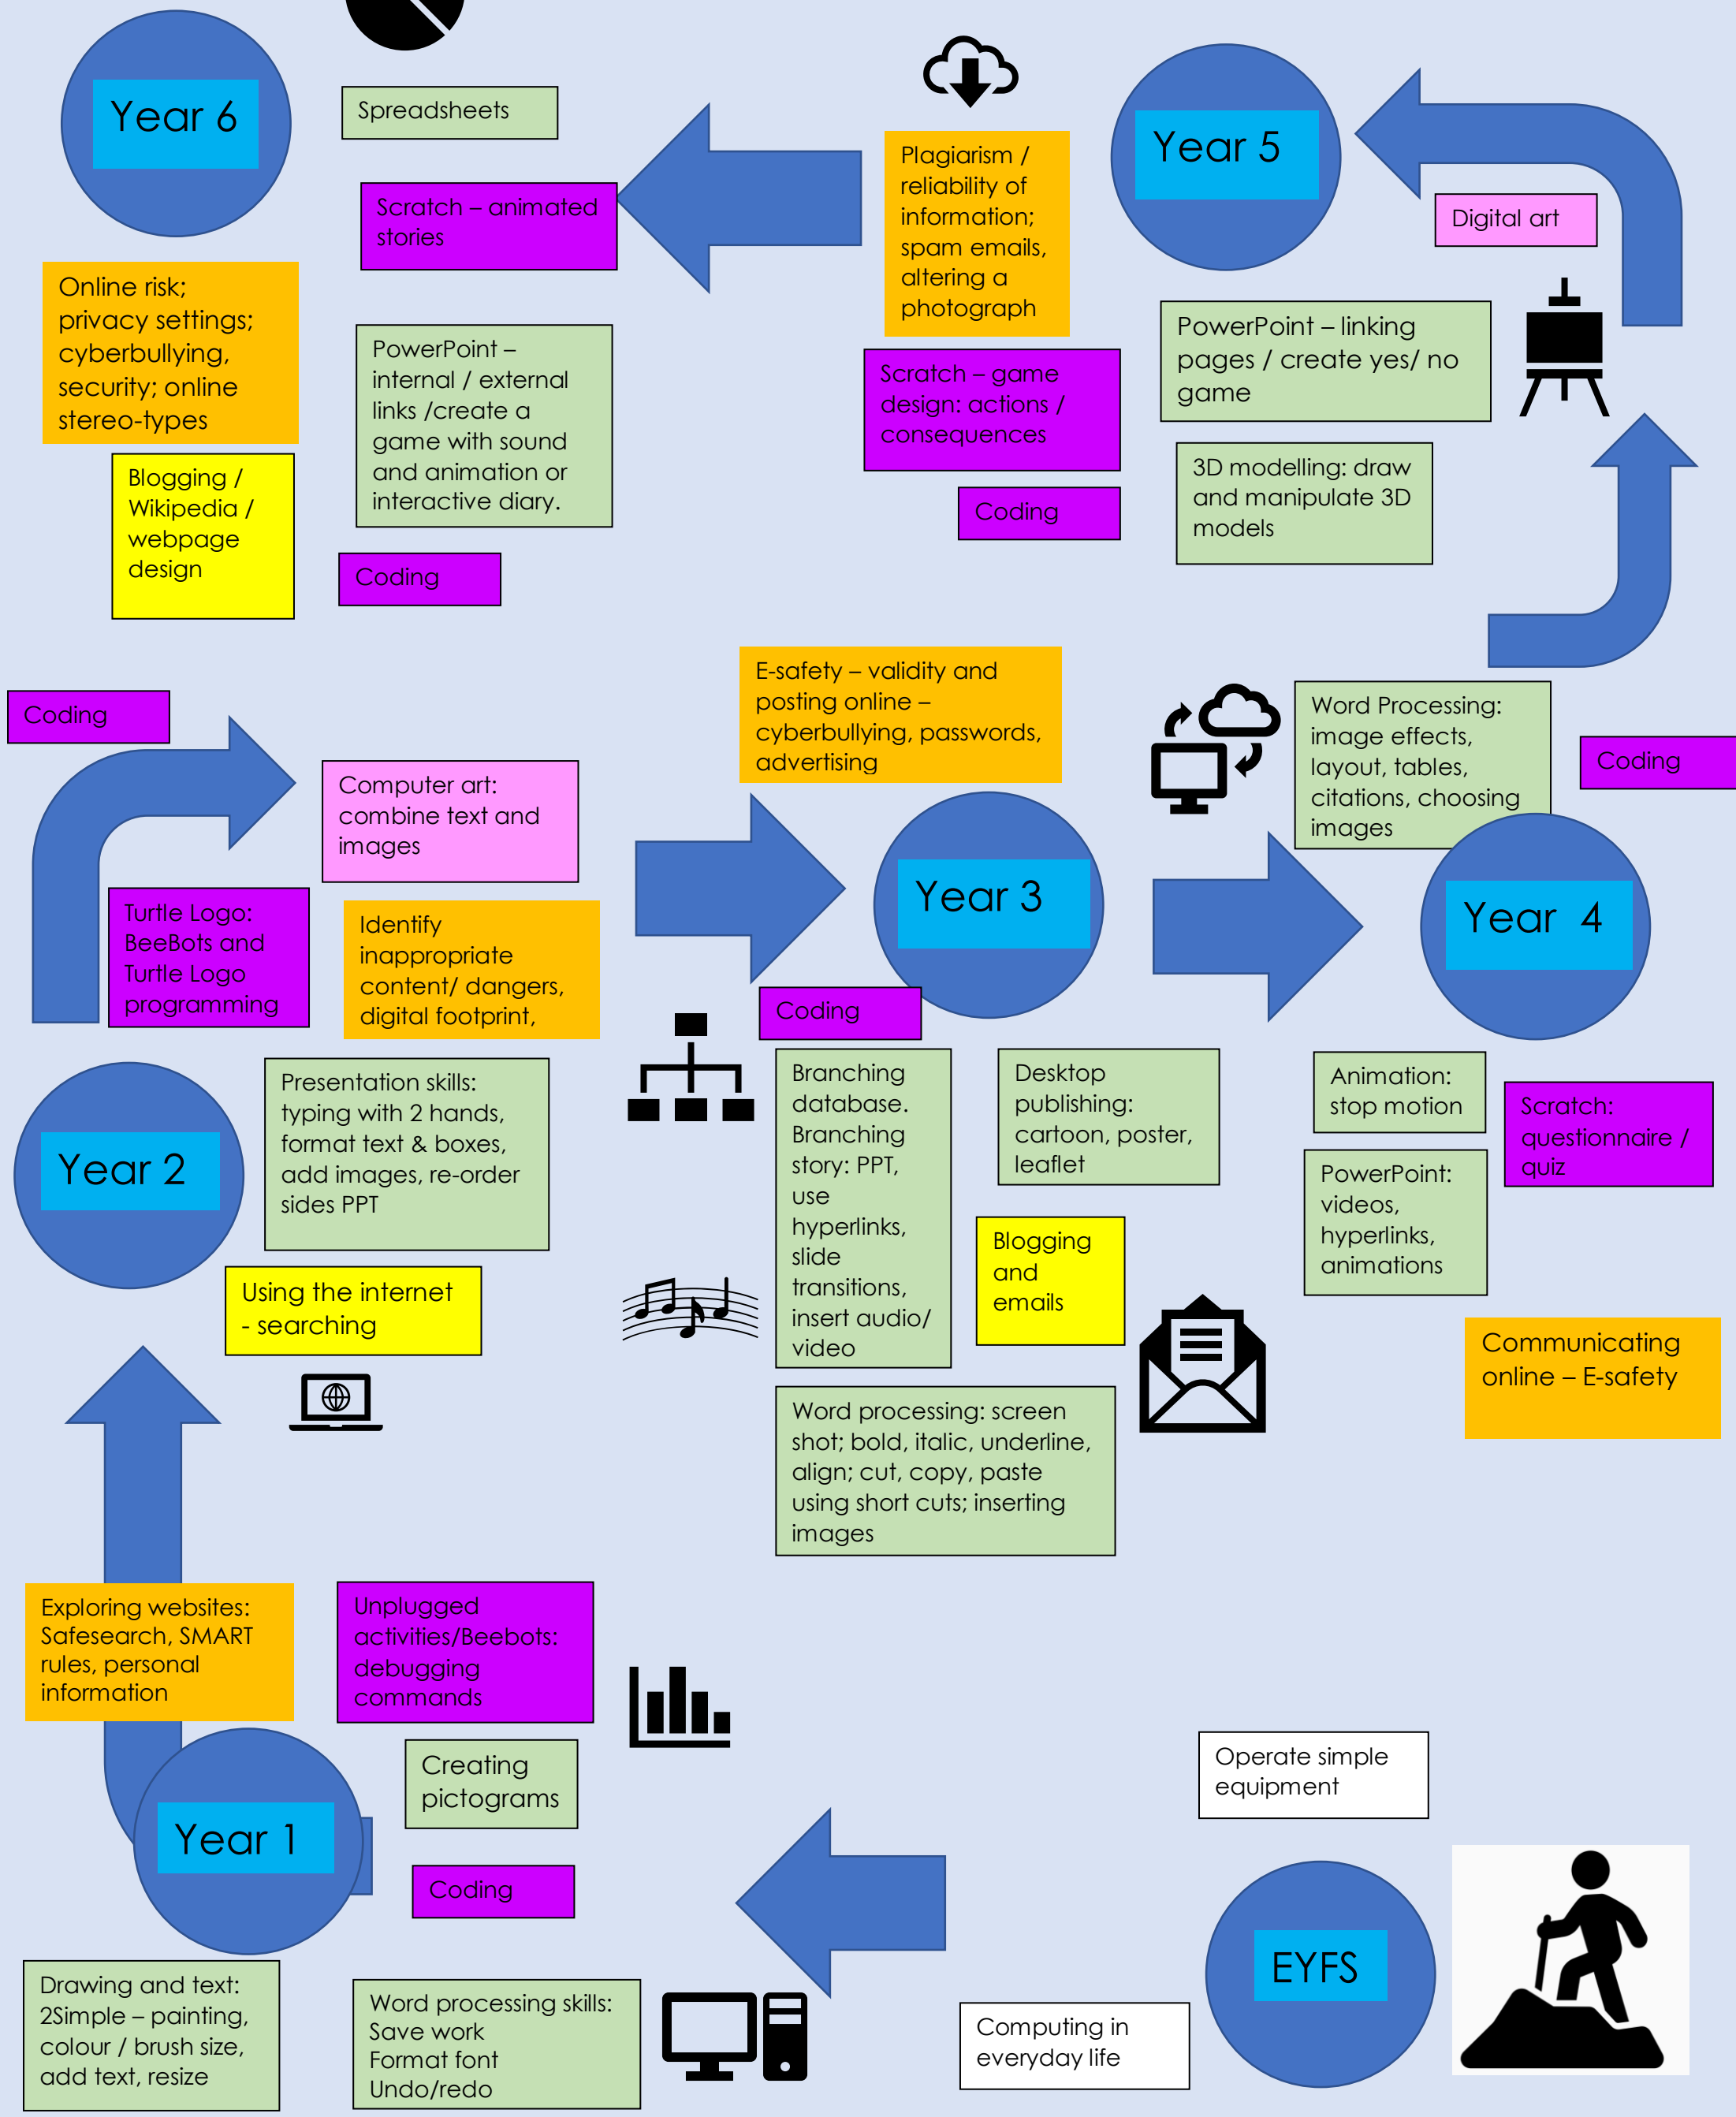 Year 6
Spreadsheets
Scratch – animated
stories
Online risk;
privacy settings;
cyberbullying,
security; online
stereo-types
PowerPoint –
internal / external
links /create a
game with sound
and animation or
interactive diary.
Blogging /
Wikipedia /
webpage
design
Coding
Plagiarism /
reliability of
information;
spam emails,
altering a
photograph
Scratch – game
design: actions /
consequences
Coding
Year 5
Digital art
PowerPoint – linking
pages / create yes/ no
game
3D modelling: draw
and manipulate 3D
models
Coding
Computer art:
combine text and
images
Turtle Logo:
BeeBots and
Turtle Logo
programming
Identify
inappropriate
content/ dangers,
digital footprint,
Year 2
Presentation skills:
typing with 2 hands,
format text & boxes,
add images, re-order
sides PPT
Using the internet
- searching
E-safety – validity and
posting online –
cyberbullying, passwords,
advertising
Year 3
Coding
Branching
database.
Branching
story: PPT,
use
hyperlinks,
slide
transitions,
insert audio/
video
Desktop
publishing:
cartoon, poster,
leaflet
Blogging
and
emails
Word processing: screen
shot; bold, italic, underline,
align; cut, copy, paste
using short cuts; inserting
images
Word Processing:
image effects,
layout, tables,
citations, choosing
images
Coding
Year 4
Animation:
stop motion
Scratch:
questionnaire /
quiz
PowerPoint:
videos,
hyperlinks,
animations
Communicating
online – E-safety
Exploring websites:
Safesearch, SMART
rules, personal
information
Unplugged
activities/Beebots:
debugging
commands
Creating
pictograms
Year 1
Coding
Drawing and text:
2Simple – painting,
colour / brush size,
add text, resize
Word processing skills:
Save work
Format font
Undo/redo
Operate simple
equipment
EYFS
Computing in
everyday life